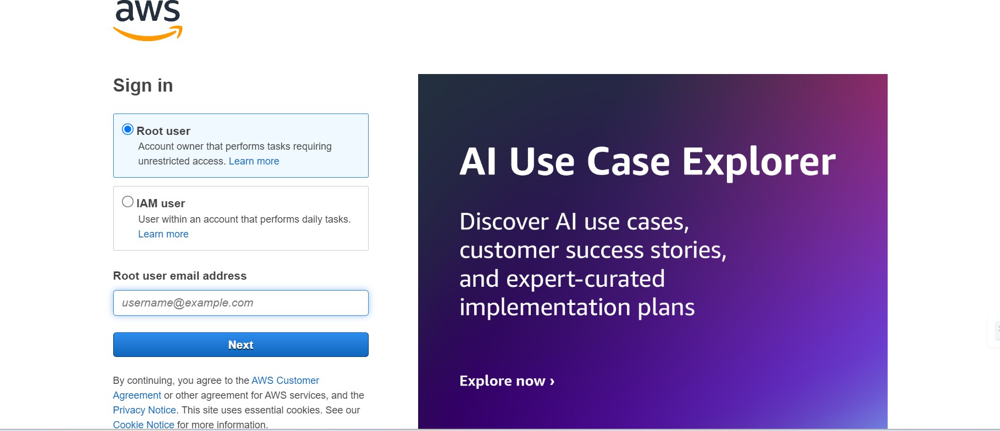 aws
Sign in
Root user
Account owner that performs tasks requiring
unrestricted access. Learn more
IAM user
User within an account that performs daily tasks.
Learn more
Root user email address
username@example.com
Next
By continuing, you agree to the AWS Customer
Agreement or other agreement for AWS services, and the
Privacy Notice. This site uses essential cookies. See our
Cookie Notice for more information.
AI Use Case Explorer
Discover AI use cases,
customer success stories,
and expert-curated
implementation plans
Explore now ›